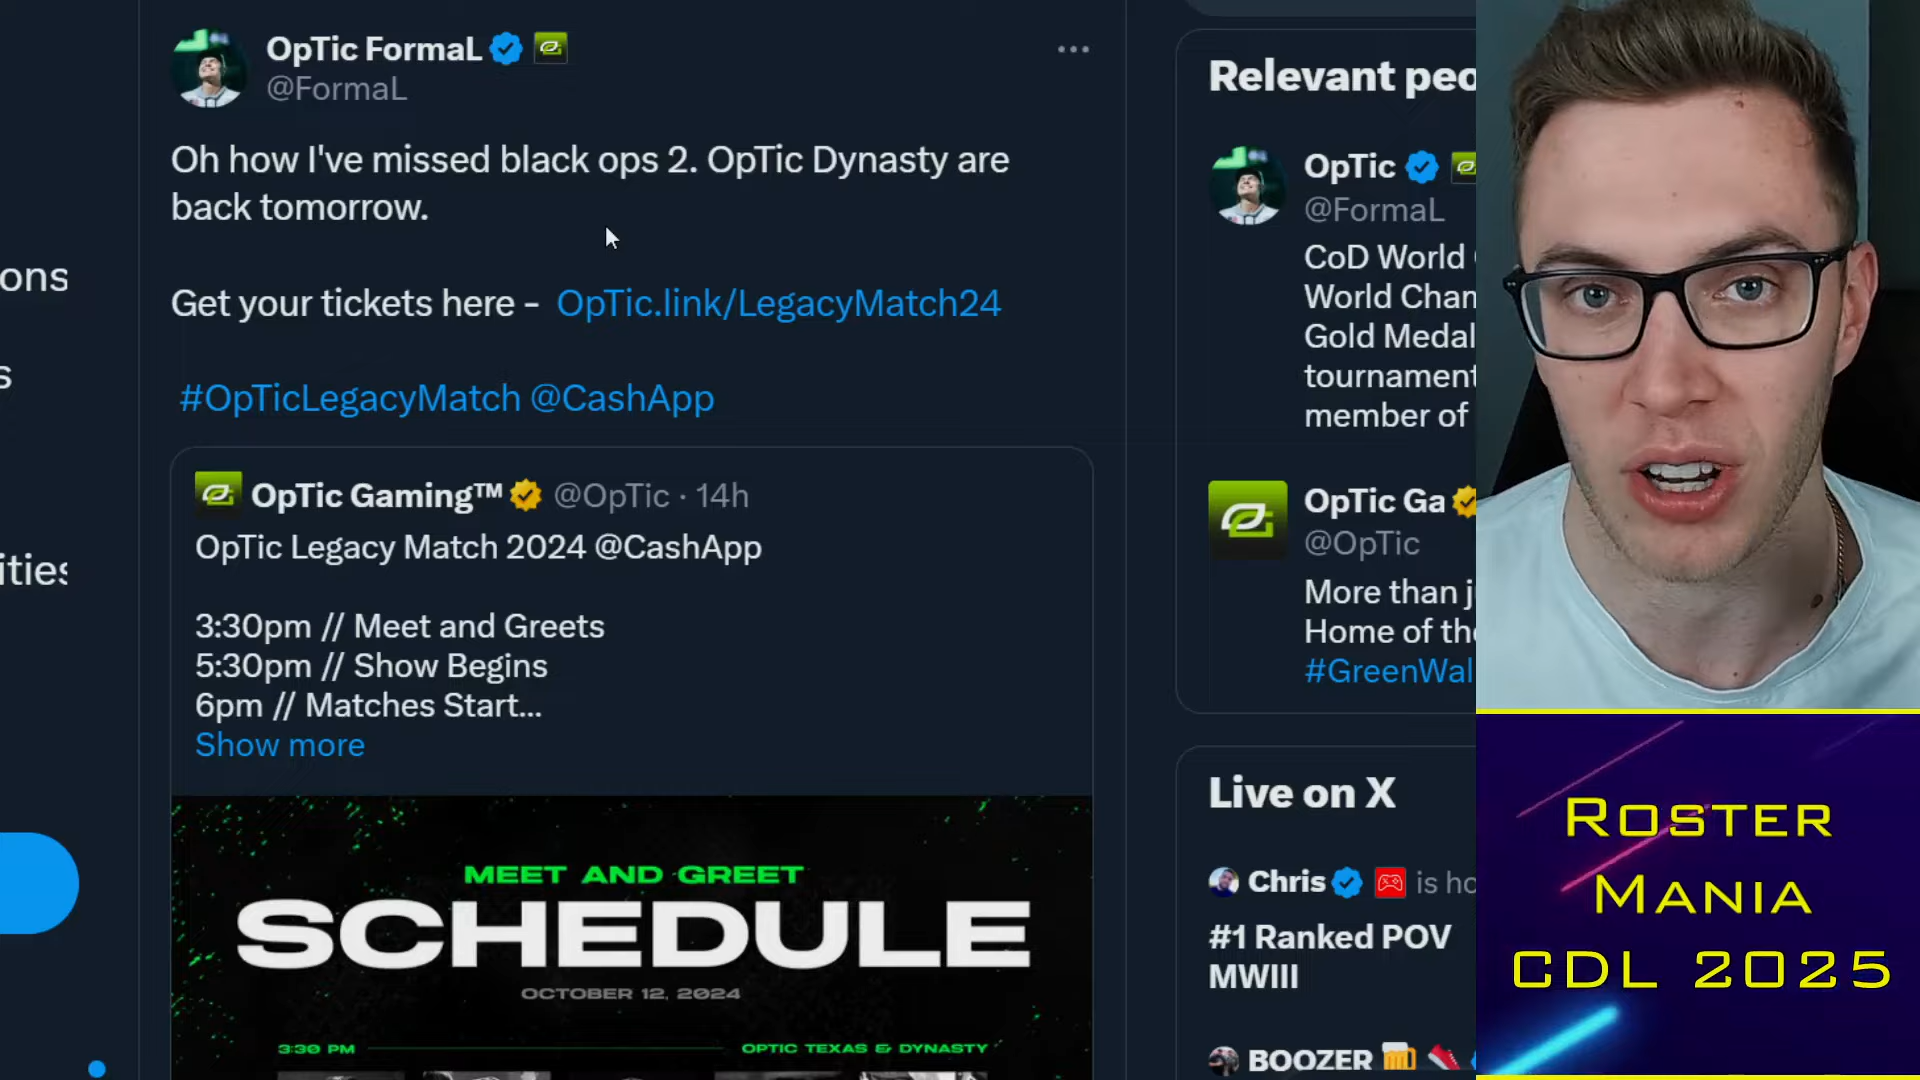 OpTic FormaL
@FormaL
Oh how I've missed black ops 2. OpTic Dynasty are
back tomorrow.
Get your tickets here - OpTic.link/LegacyMatch24
#OpTicLegacyMatch @CashApp
OpTic Gaming™ @OpTic · 14h
OpTic Legacy Match 2024 @CashApp
3:30pm // Meet and Greets
5:30pm // Show Begins
6pm // Matches Start...
Show more
MEET AND GREET
SCHEDULE
OCTOBER 12, 2024
3:30 PM
OPTIC TEXAS & DYNASTY
ons
s
ities
Relevant peo
OpTic
@FormaL
CoD World
World Cham
Gold Medal
tournament
member of
OpTic Ga
@OpTic
More than j
Home of the
#GreenWal
Live on X
Chris is ho
#1 Ranked POV
MWIII
BOOZER
ROSTER
MANIA
CDL 2025